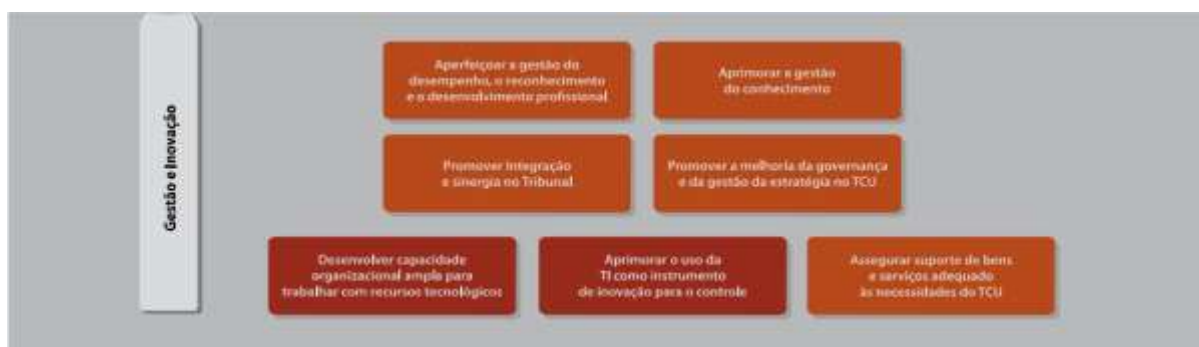 Gestão e Inovação
Aperfeiçoar a gestão do
desempenho, o reconhecimento
e o desenvolvimento profissional
Aprimorar a gestão
do conhecimento
Promover integração
e sinergia no Tribunal
Promover a melhoria da governança
e da gestão da estratégia no TCU
Desenvolver capacidade
organizacional ampla para
trabalhar com recursos tecnológicos
Aprimorar o uso da
TI como instrumento
de inovação para o controle
Assegurar suporte de bens
e serviços adequado
às necessidades do TCU